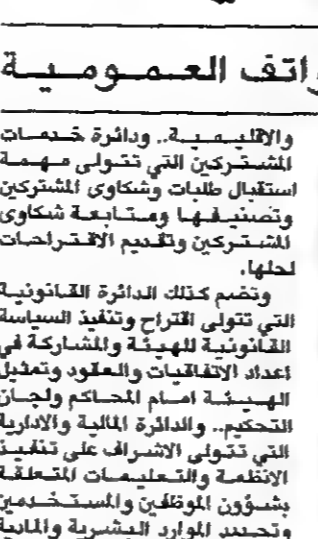 واتف العمومية
والاقليمية.. ودائرة خدمات
المشتركين التي تتولى مهمة
استقبال طلبات وشكاوى المشتركين
وتصنيفها ومتابعة شكاوى
المشتركين وتقديم الاقتراحات
لحلها.
وتضم كذلك الدائرة القانونية
التي تتولى اقتراح وتنفيذ السياسة
القانونية للهيئة والمشاركة في
اعداد الاتفاقيات والعقود وتمثيل
الهيئة امام المحاكم ولجان
التحكيم.. والدائرة المالية والادارية
التي تتولى الاشراف على تنفيذ
الانظمة والتعليمات المتعلقة
بشؤون الموظفين والمستخدمين
وتحديد الموارد البشرية والمادية